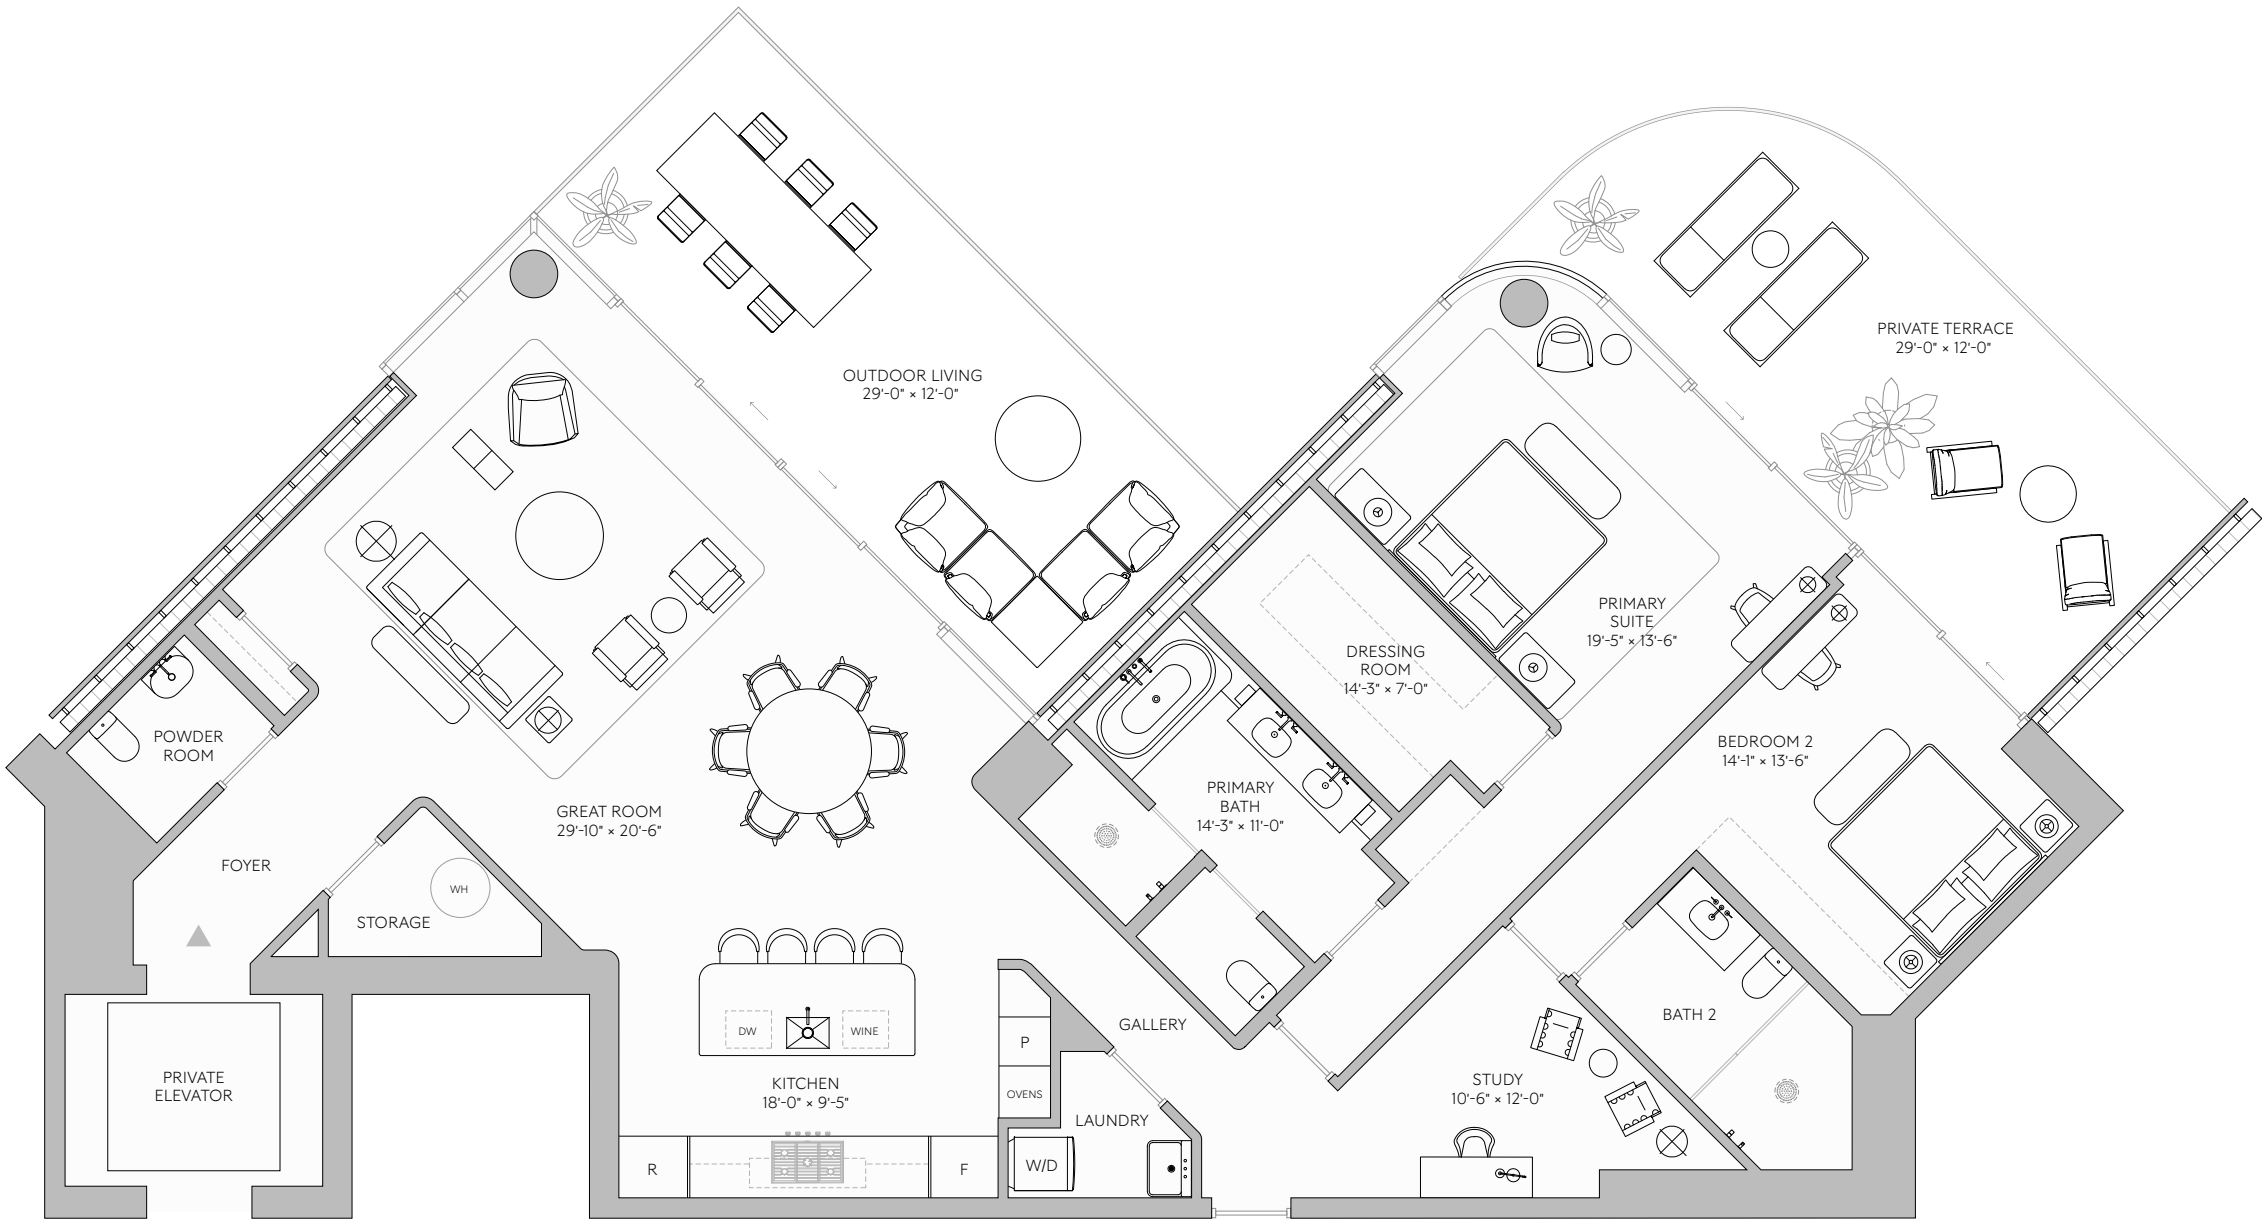 OUTDOOR LIVING
29'-0" × 12'-0"
PRIVATE TERRACE
29'-0" × 12'-0"
PRIMARY
SUITE
19'-5" × 13'-6"
DRESSING
ROOM
14'-3" × 7'-0"
POWDER
ROOM
BEDROOM 2
14'-1" × 13'-6"
PRIMARY
BATH
14'-3" × 11'-0"
GREAT ROOM
29'-10" × 20'-6"
FOYER
WH
STORAGE
GALLERY
BATH 2
DW
WINE
P
PRIVATE
ELEVATOR
KITCHEN
18'-0" × 9'-5"
OVENS
STUDY
10'-6" × 12'-0"
LAUNDRY
R
F
W/D